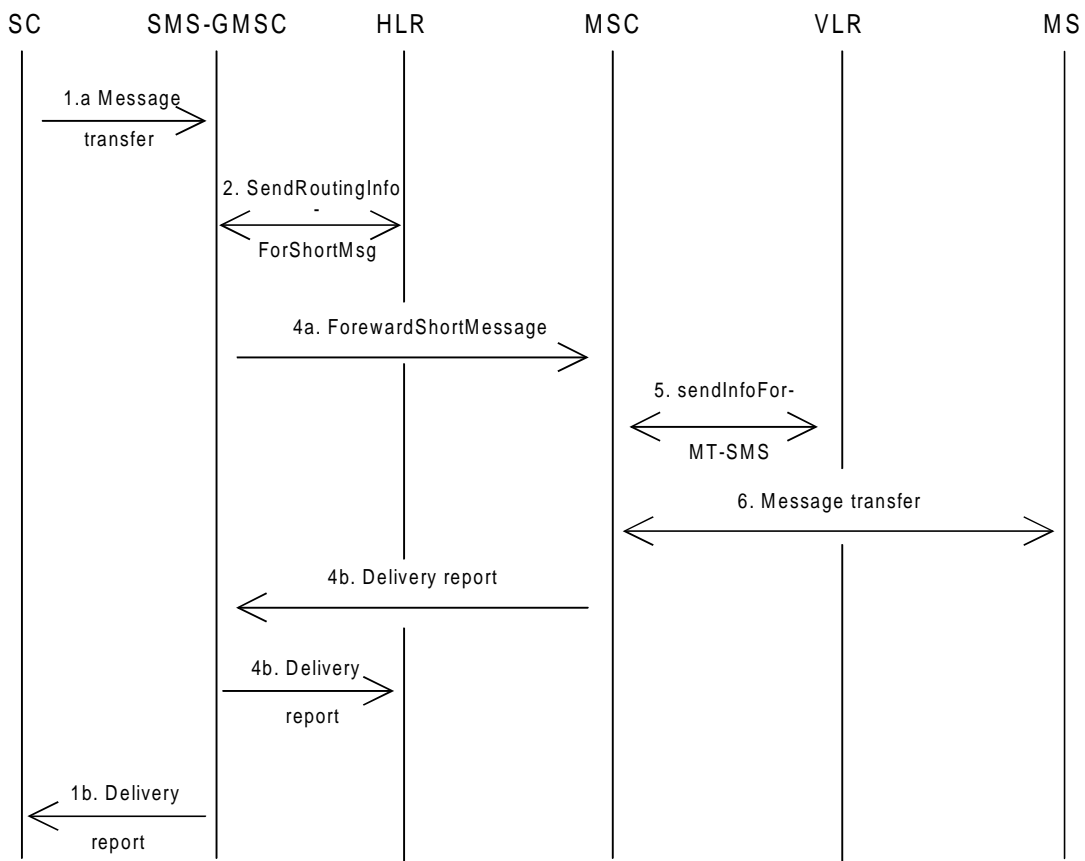 SC SMS-GMSC HLR MSC VLR MS
1.a Message
transfer
2. SendRoutingInfo
-
ForShortMsg
4a. ForewardShortMessage
5. sendInfoFor-
MT-SMS
6. Message transfer
4b. Delivery report
4b. Delivery
report
1b. Delivery
report